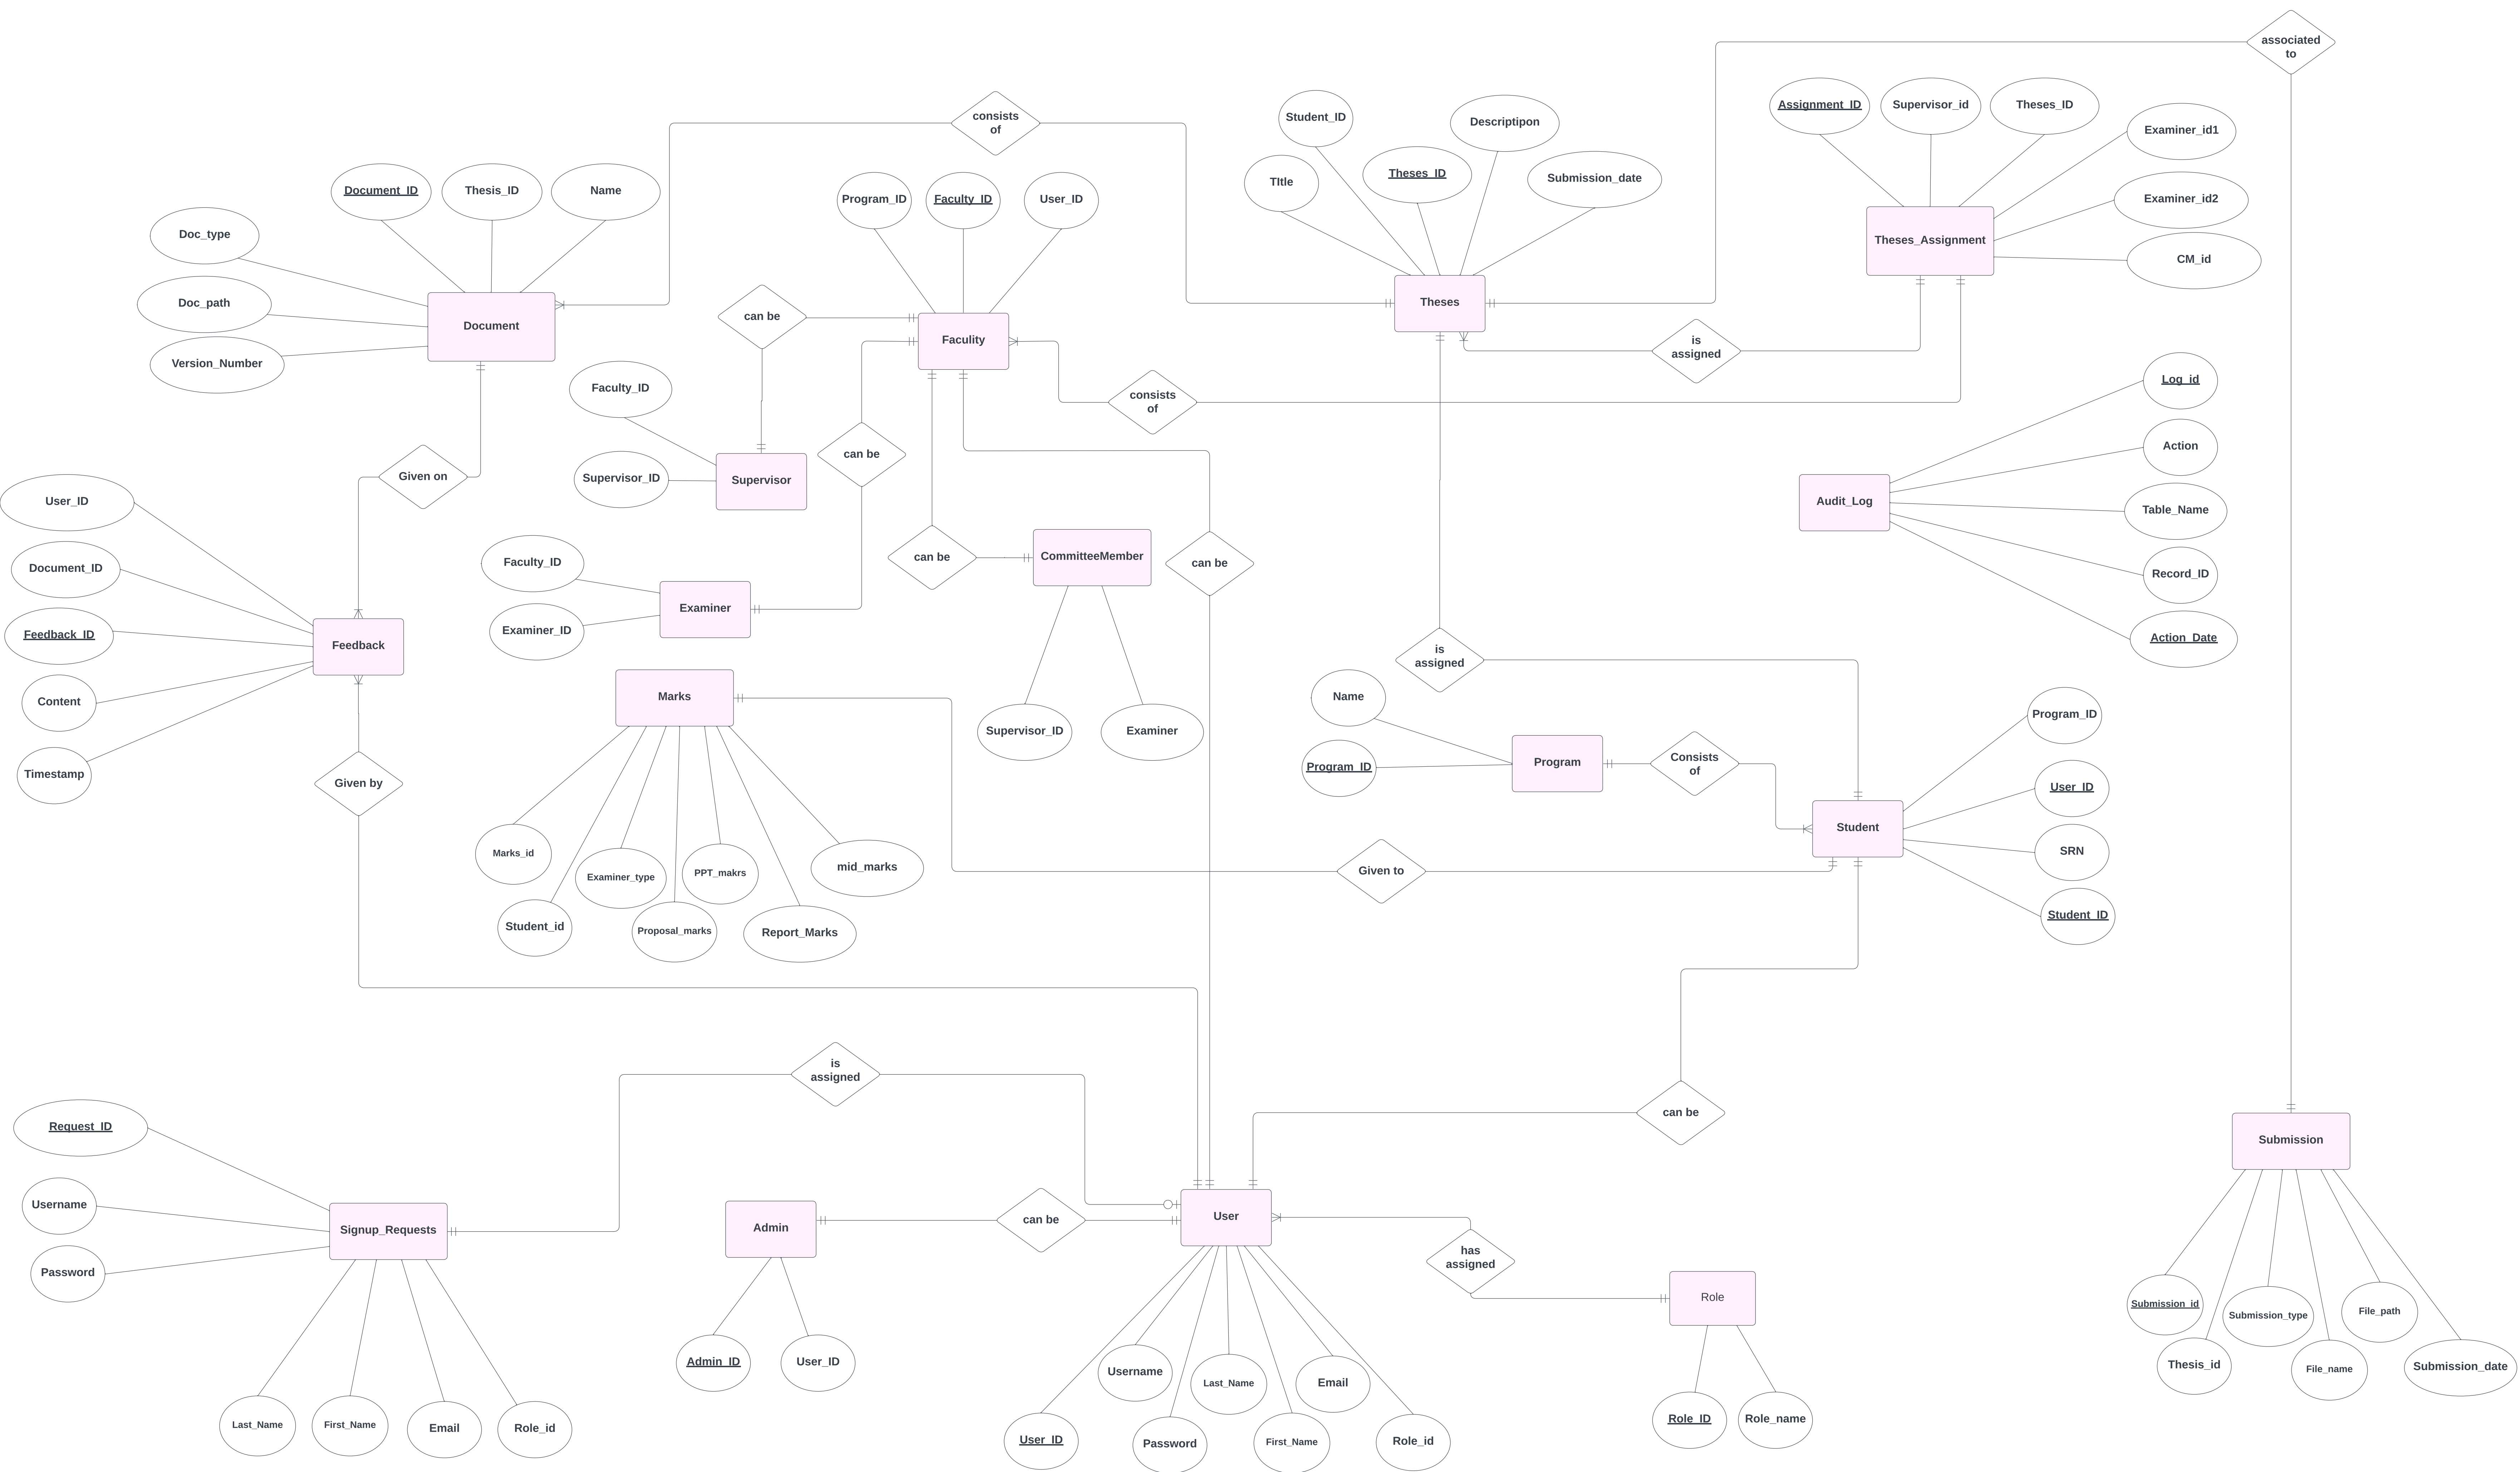 associated
to
Assignment_ID
Supervisor_id
Theses_ID
Student_ID
Descriptipon
consists
of
Examiner_id1
Document_ID
Thesis_ID
Name
TItle
Theses_ID
Submission_date
Program_ID
Faculty_ID
User_ID
Examiner_id2
Doc_type
Theses_Assignment
CM_id
Doc_path
Theses
can be
Document
Faculity
is
assigned
Version_Number
Faculty_ID
consists
of
Log_id
Action
can be
Given on
Supervisor_ID
Supervisor
User_ID
Audit_Log
Table_Name
CommitteeMember
can be
can be
Faculty_ID
Document_ID
Record_ID
Examiner
Examiner_ID
Feedback_ID
Feedback
Action_Date
is
assigned
Marks
Name
Content
Program_ID
Supervisor_ID
Examiner
Program_ID
Program
Consists
of
Timestamp
Given by
User_ID
Student
Marks_id
Examiner_type
PPT_makrs
mid_marks
Given to
SRN
Student_id
Proposal_marks
Report_Marks
Student_ID
is
assigned
can be
Request_ID
Submission
Username
Signup_Requests
Admin
can be
User
has
assigned
Password
Role
Submission_id
Submission_type
File_path
Admin_ID
User_ID
Username
Last_Name
Email
Thesis_id
File_name
Submission_date
Last_Name
First_Name
Email
Role_id
User_ID
Password
First_Name
Role_id
Role_ID
Role_name